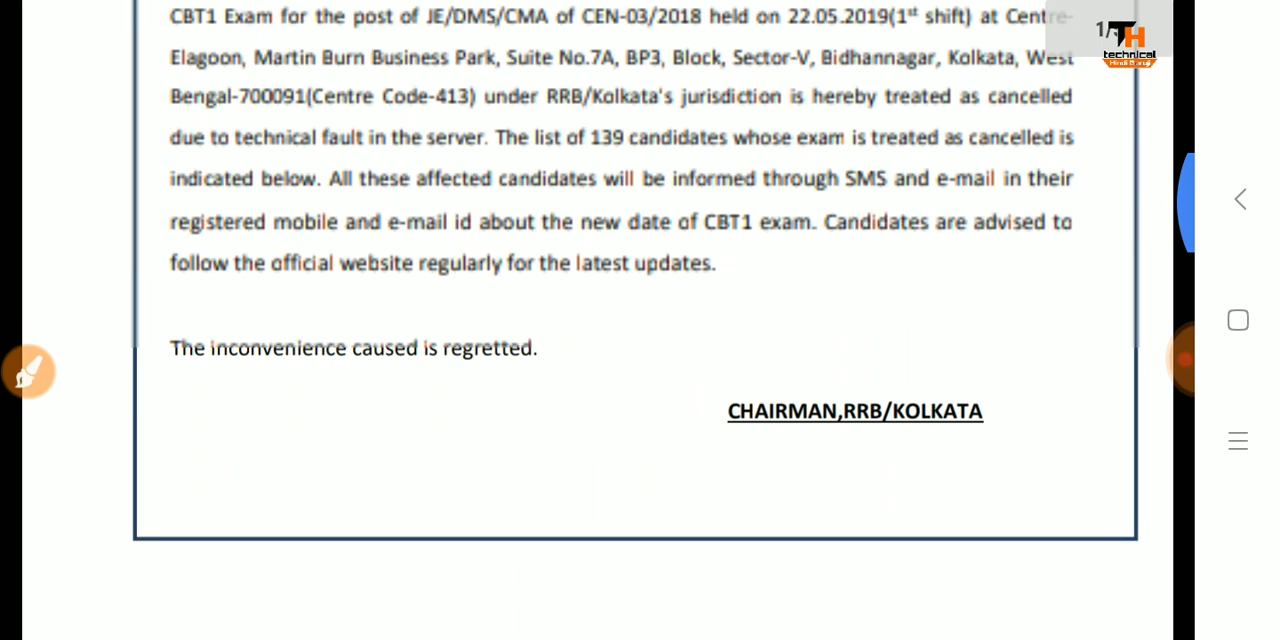 CBT1 Exam for the post of JE/DMS/CMA of CEN-03/2018 held on 22.05.2019(1st shift) at Centre-
Elagoon, Martin Burn Business Park, Suite No.7A, BP3, Block, Sector-V, Bidhannagar, Kolkata, West
Bengal-700091(Centre Code-413) under RRB/Kolkata's jurisdiction is hereby treated as cancelled
due to technical fault in the server. The list of 139 candidates whose exam is treated as cancelled is
indicated below. All these affected candidates will be informed through SMS and e-mail in their
registered mobile and e-mail id about the new date of CBT1 exam. Candidates are advised to
follow the official website regularly for the latest updates.
The inconvenience caused is regretted.
CHAIRMAN,RRB/KOLKATA
1/
TH
technical
Hindi Guruji